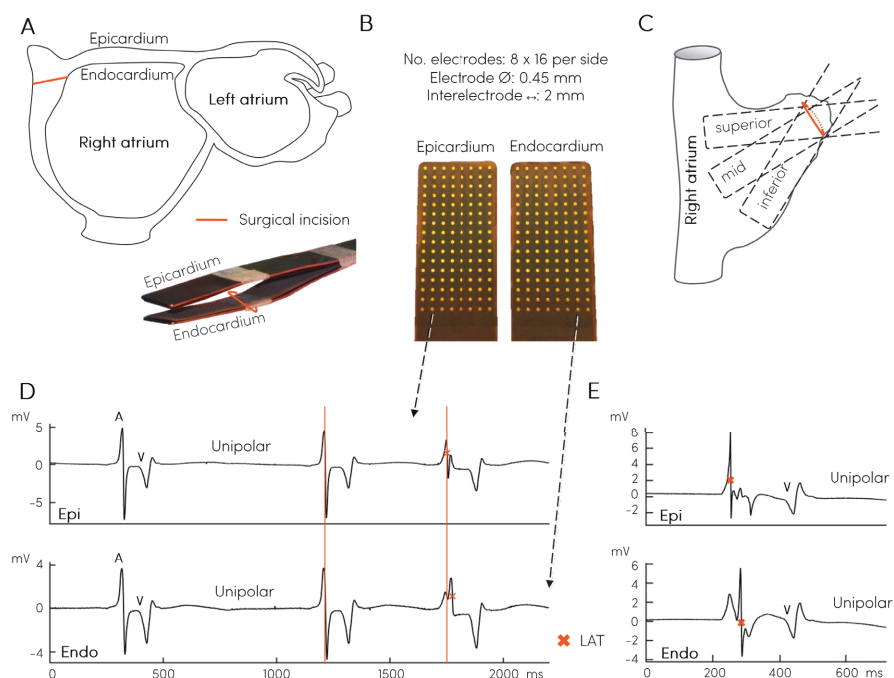 A
Epicardium
Endocardium
Left atrium
Right atrium
Surgical incision
Epicardium
Endocardium
B
No. electrodes: 8 x 16 per side
Electrode Ø: 0.45 mm
Interelectrode ↔: 2 mm
Epicardium Endocardium
C
Right atrium
superior
mid
inferior
D
mV
5
0
-5
A
V
Unipolar
Epi
mV
4
0
-4
A
V
Unipolar
Endo
0 500 1000 1500 2000 ms
E
mV
8
6
4
2
0
-2
V
Unipolar
Epi
mV
6
4
2
0
-2
-4
V
Unipolar
Endo
0 200 400 600 ms
LAT